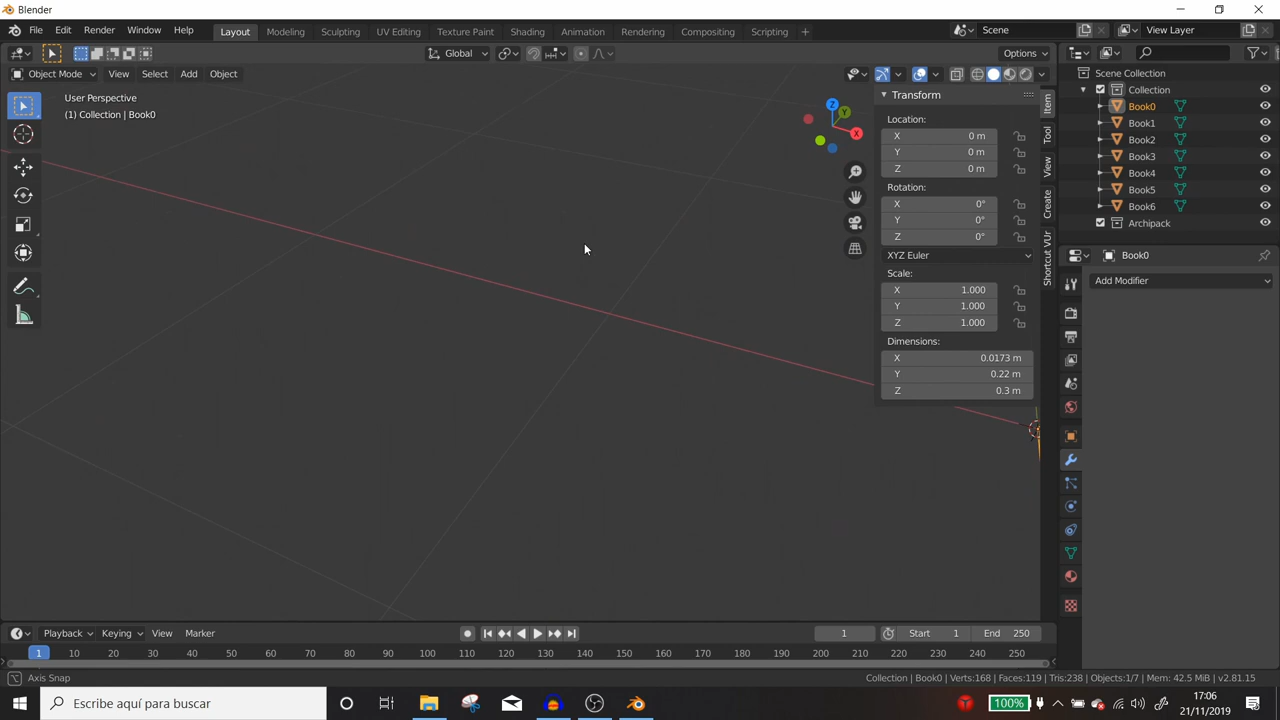 Blender
File Edit Render Window Help
Layout Modeling Sculpting UV Editing Texture Paint Shading Animation Rendering Compositing Scripting +
Scene
View Layer
Global
Options
Object Mode View Select Add Object
User Perspective
(1) Collection | Book0
Z
Y
X
Transform
Location:
X 0 m
Y 0 m
Z 0 m
Rotation:
X 0°
Y 0°
Z 0°
XYZ Euler
Scale:
X 1.000
Y 1.000
Z 1.000
Dimensions:
X 0.0173 m
Y 0.22 m
Z 0.3 m
Item
Tool
View
Create
Shortcut VUr
Scene Collection
Collection
Book0
Book1
Book2
Book3
Book4
Book5
Book6
Archipack
Book0
Add Modifier
Playback Keying View Marker
1
Start 1
End 250
1 10 20 30 40 50 60 70 80 90 100 110 120 130 140 150 160 170 180 190 200 210 220 230 240 250
Axis Snap
Collection | Book0 | Verts:168 | Faces:119 | Tris:238 | Objects:1/7 | Mem: 42.5 MiB | v2.81.15
Escribe aquí para buscar
100%
17:06
21/11/2019